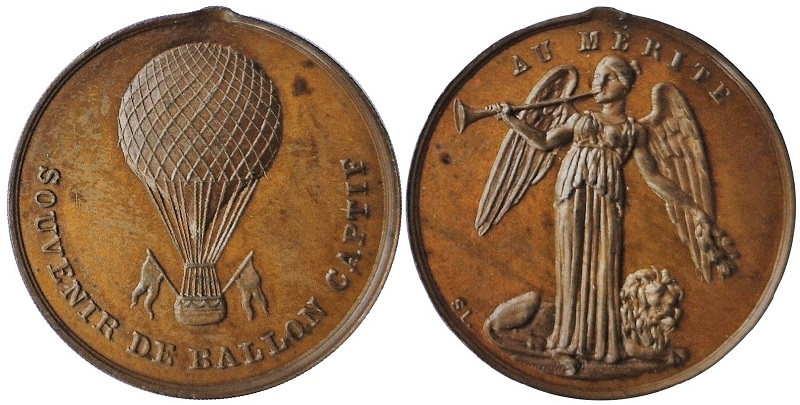 SOUVENIR DE BALLON CAPTIF
AU MÉRITE
S.L.